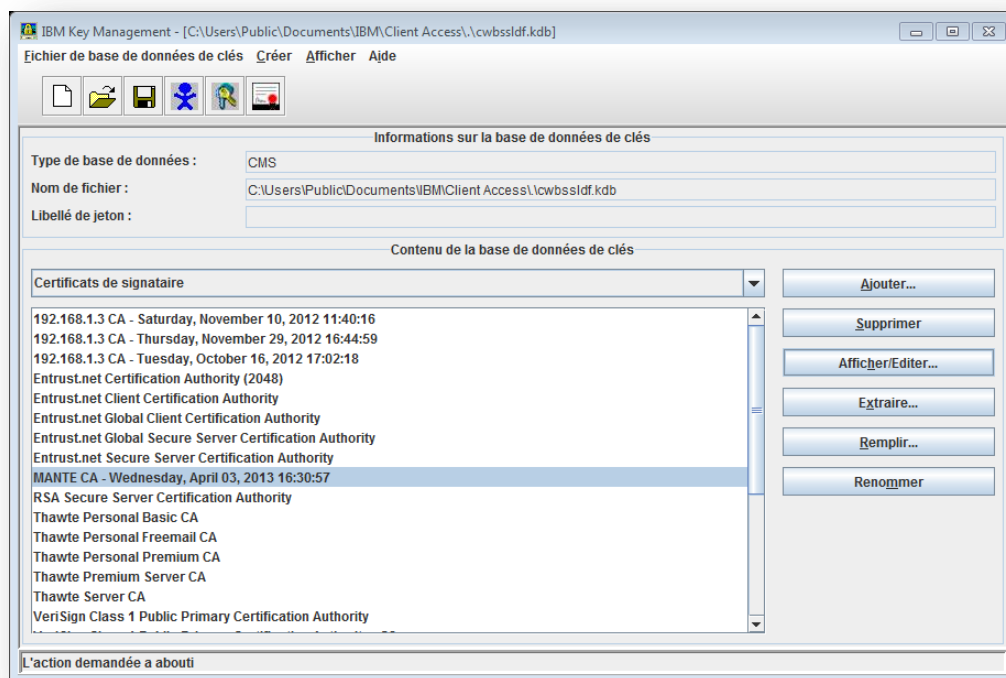 IBM Key Management - [C:\Users\Public\Documents\IBM\Client Access\.\cwbssldf.kdb]
Fichier de base de données de clés Créer Afficher Aide
Informations sur la base de données de clés
Type de base de données : CMS
Nom de fichier : C:\Users\Public\Documents\IBM\Client Access\.\cwbssldf.kdb
Libellé de jeton :
Contenu de la base de données de clés
Certificats de signataire
Ajouter...
Supprimer
Afficher/Editer...
Extraire...
Remplir...
Renommer
192.168.1.3 CA - Saturday, November 10, 2012 11:40:16
192.168.1.3 CA - Thursday, November 29, 2012 16:44:59
192.168.1.3 CA - Tuesday, October 16, 2012 17:02:18
Entrust.net Certification Authority (2048)
Entrust.net Client Certification Authority
Entrust.net Global Client Certification Authority
Entrust.net Global Secure Server Certification Authority
Entrust.net Secure Server Certification Authority
MANTE CA - Wednesday, April 03, 2013 16:30:57
RSA Secure Server Certification Authority
Thawte Personal Basic CA
Thawte Personal Freemail CA
Thawte Personal Premium CA
Thawte Premium Server CA
Thawte Server CA
VeriSign Class 1 Public Primary Certification Authority
L'action demandée a abouti